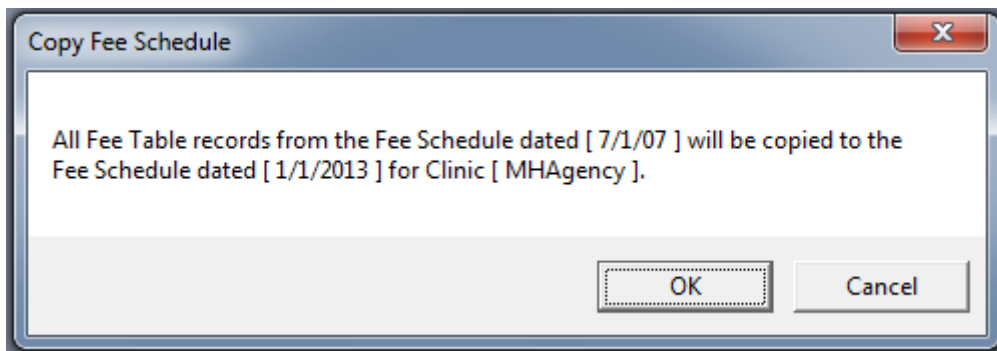 Copy Fee Schedule
All Fee Table records from the Fee Schedule dated [ 7/1/07 ] will be copied to the
Fee Schedule dated [ 1/1/2013 ] for Clinic [ MHAgency ].
OK
Cancel